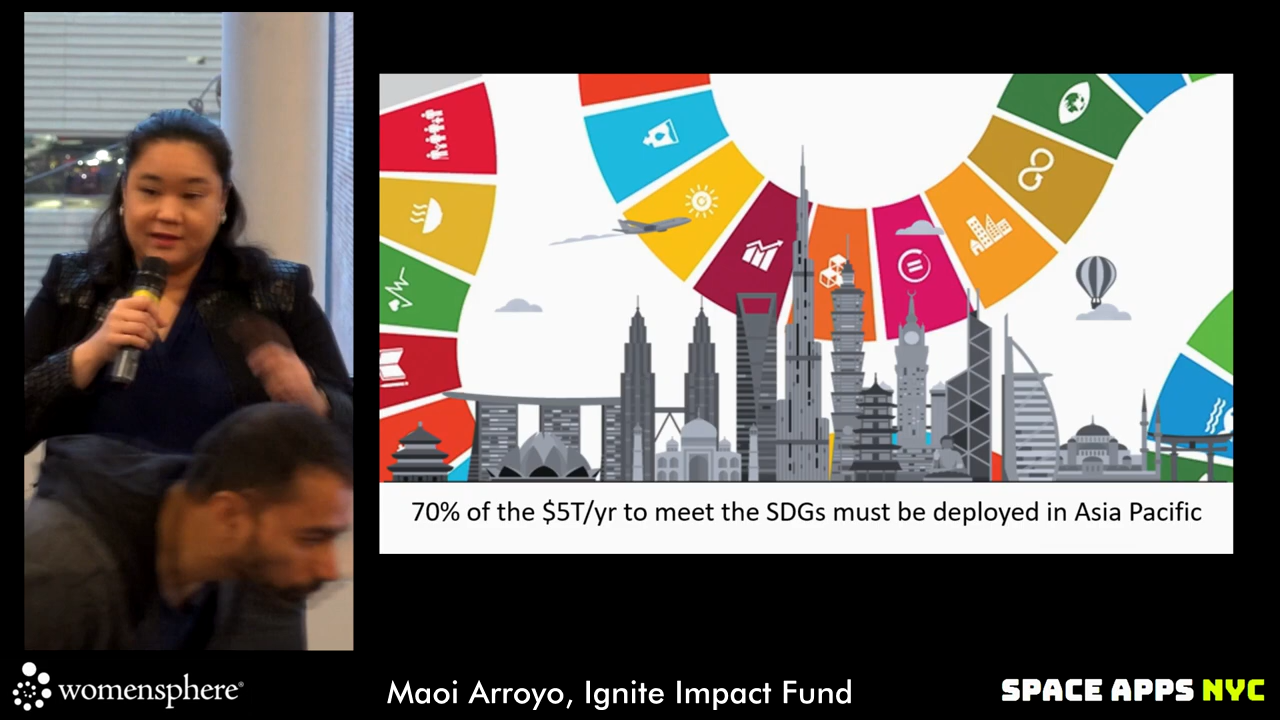 70% of the $5T/yr to meet the SDGs must be deployed in Asia Pacific
womensphere®
Maoi Arroyo, Ignite Impact Fund
SPACE APPS NYC